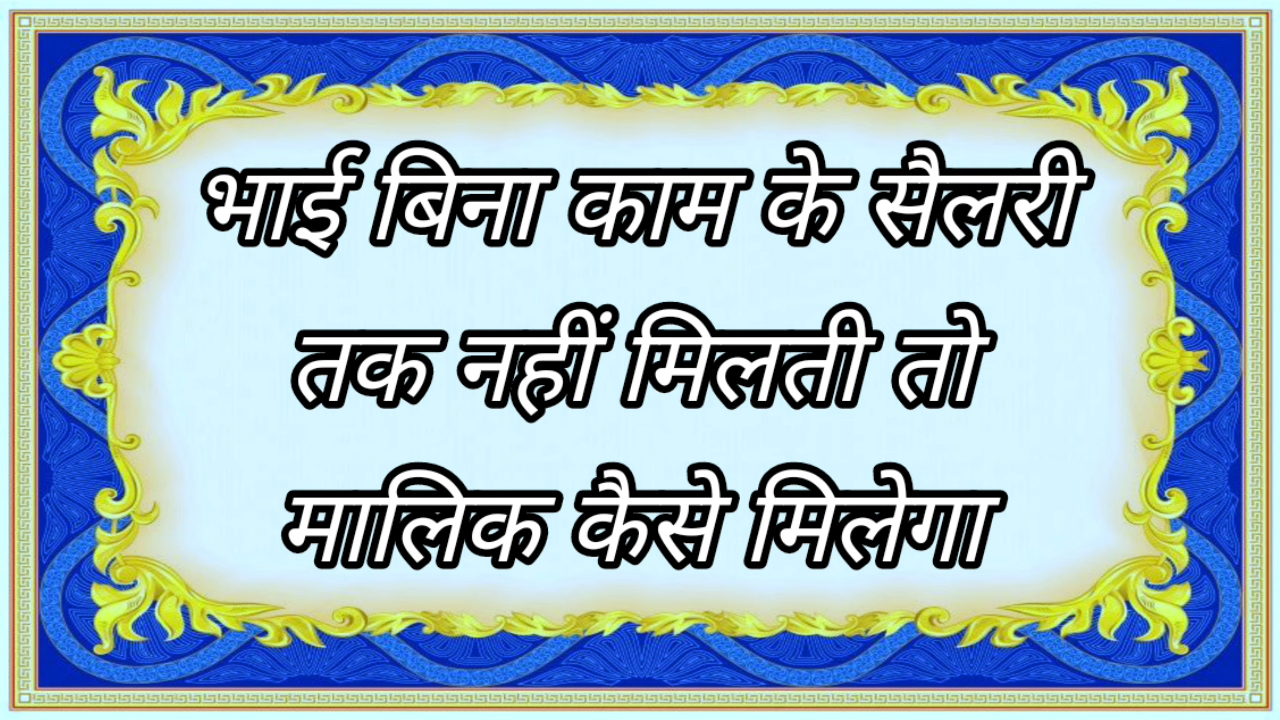 भाई बिना काम के सैलरी
तक नहीं मिलती तो
मालिक कैसे मिलेगा